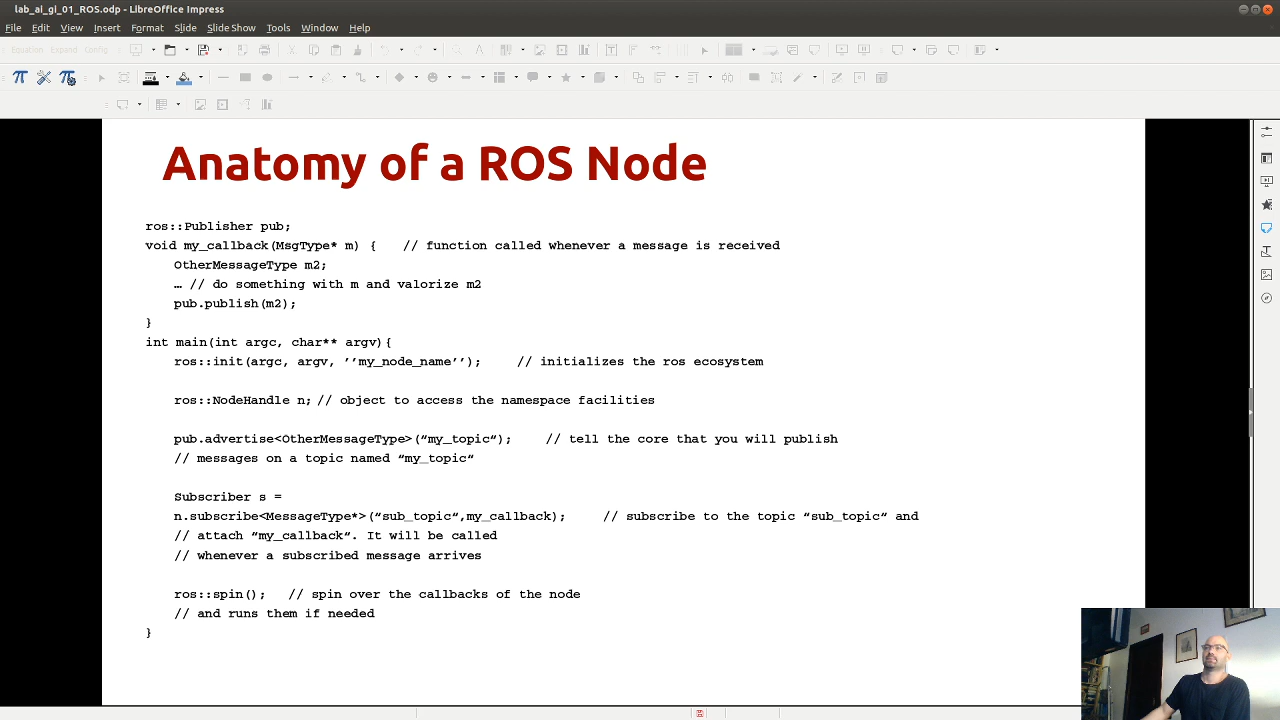 lab_al_gl_01_ROS.odp - LibreOffice Impress
File Edit View Insert Format Slide Slide Show Tools Window Help
Equation Expand Config
Anatomy of a ROS Node
ros::Publisher pub;
void my_callback(MsgType* m) { // function called whenever a message is received
OtherMessageType m2;
… // do something with m and valorize m2
pub.publish(m2);
}
int main(int argc, char** argv){
ros::init(argc, argv, ’’my_node_name’’); // initializes the ros ecosystem
ros::NodeHandle n; // object to access the namespace facilities
pub.advertise<OtherMessageType>(“my_topic“); // tell the core that you will publish
// messages on a topic named “my_topic“
Subscriber s =
n.subscribe<MessageType*>(“sub_topic“,my_callback); // subscribe to the topic “sub_topic“ and
// attach “my_callback“. It will be called
// whenever a subscribed message arrives
ros::spin(); // spin over the callbacks of the node
// and runs them if needed
}